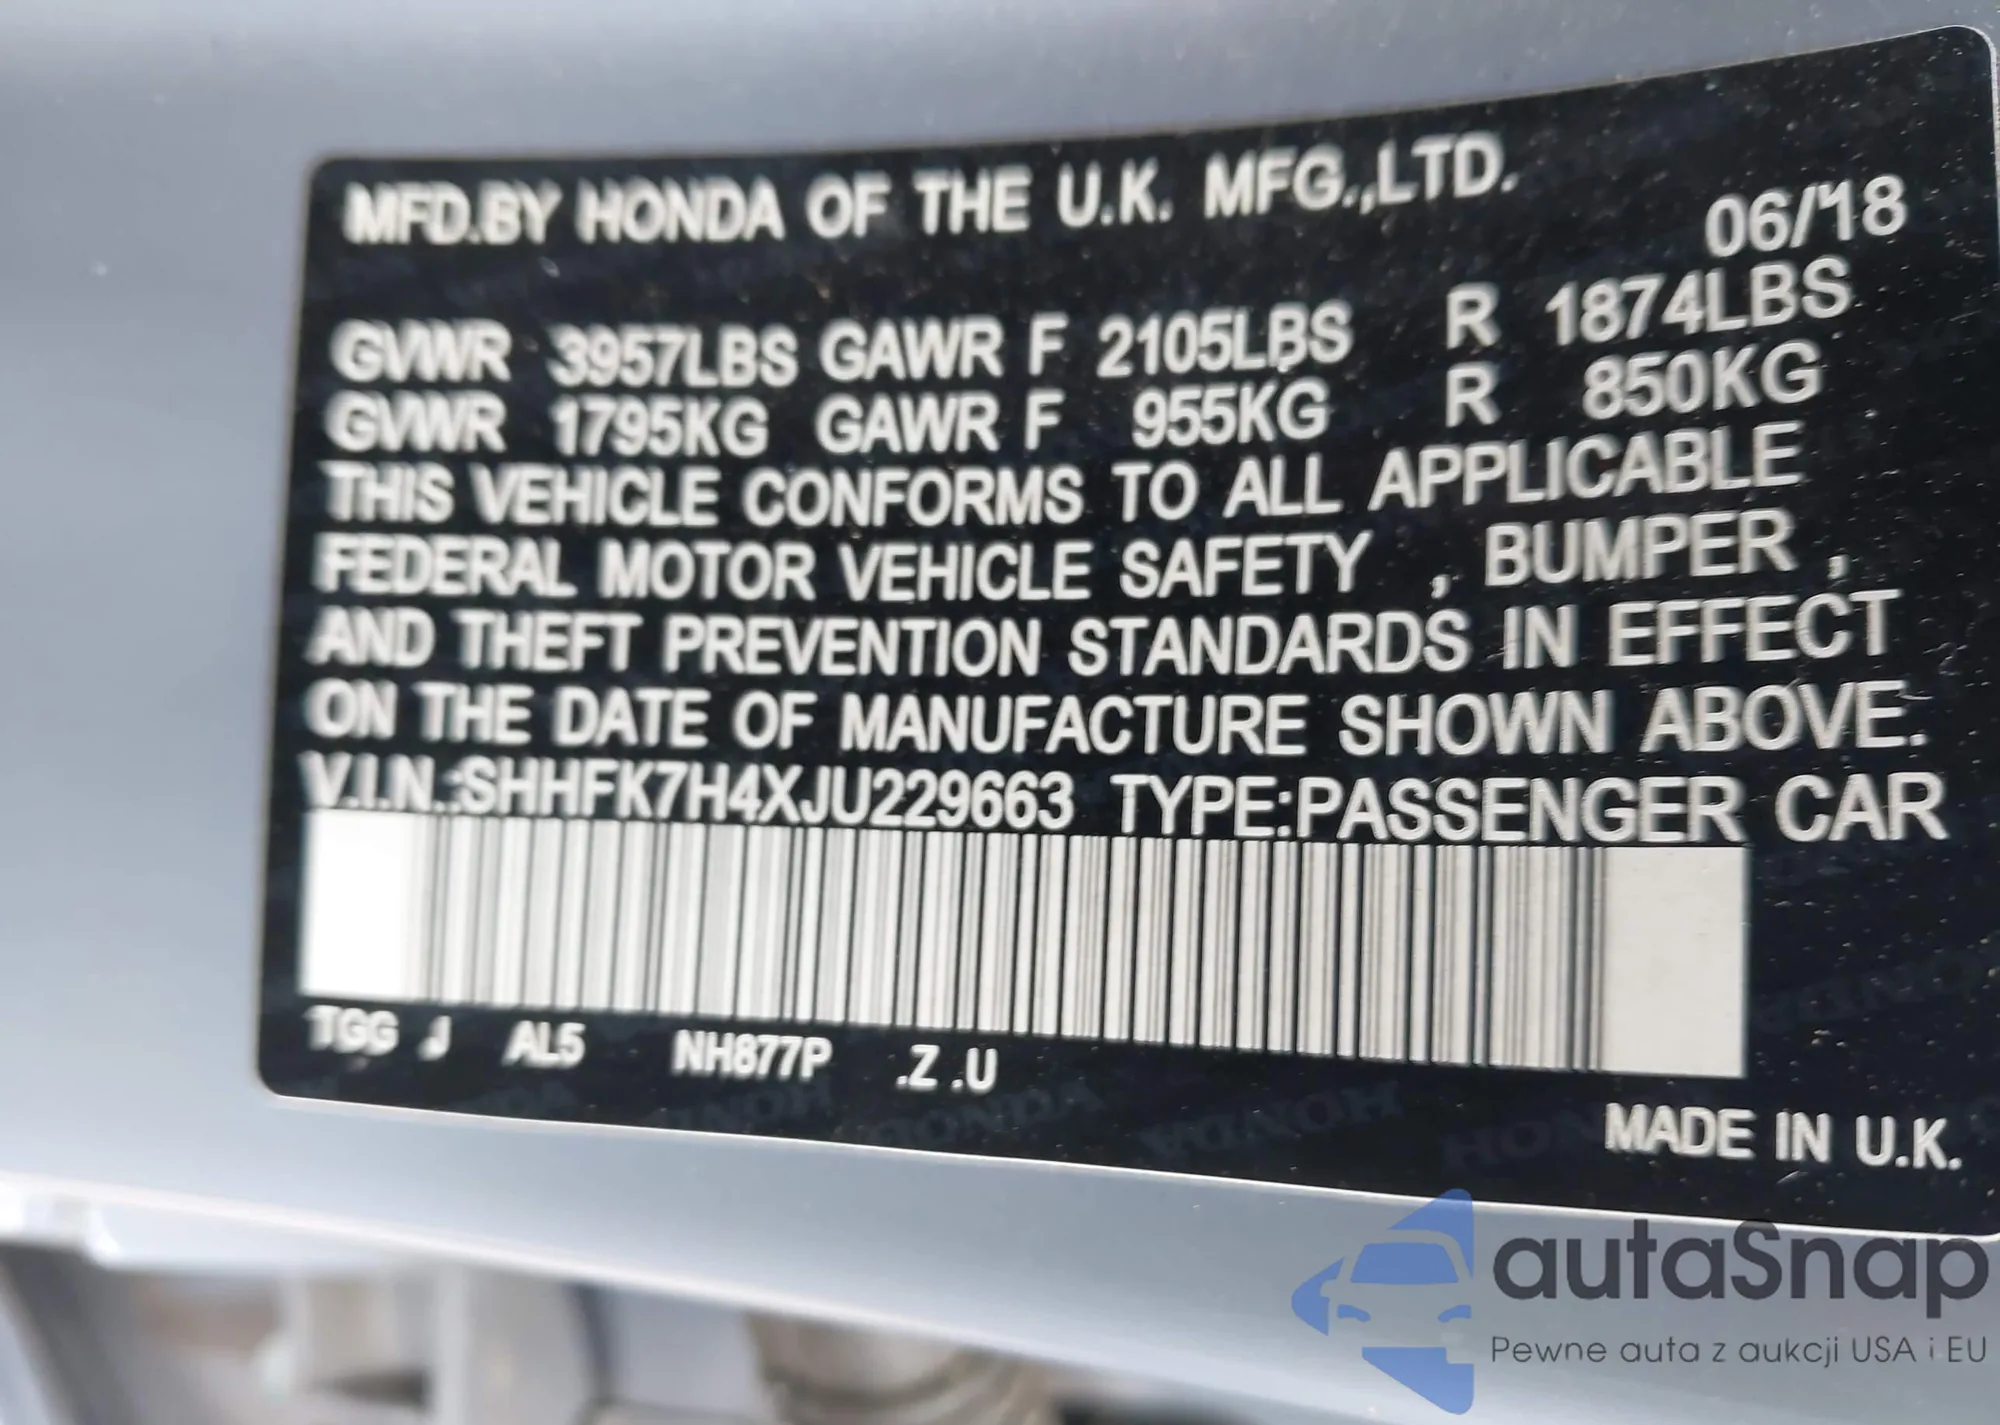 MFD.BY HONDA OF THE U.K. MFG.,LTD.
06/'18
GVWR 3957LBS GAWR F 2105LBS R 1874LBS
GVWR 1795KG GAWR F 955KG R 850KG
THIS VEHICLE CONFORMS TO ALL APPLICABLE
FEDERAL MOTOR VEHICLE SAFETY , BUMPER ,
AND THEFT PREVENTION STANDARDS IN EFFECT
ON THE DATE OF MANUFACTURE SHOWN ABOVE.
V.I.N.:SHHFK7H4XJU229663 TYPE:PASSENGER CAR
TGG J AL5 NH877P .Z .U
HONDA HONDA HONDA
MADE IN U.K.
autaSnap
Pewne auta z aukcji USA i EU